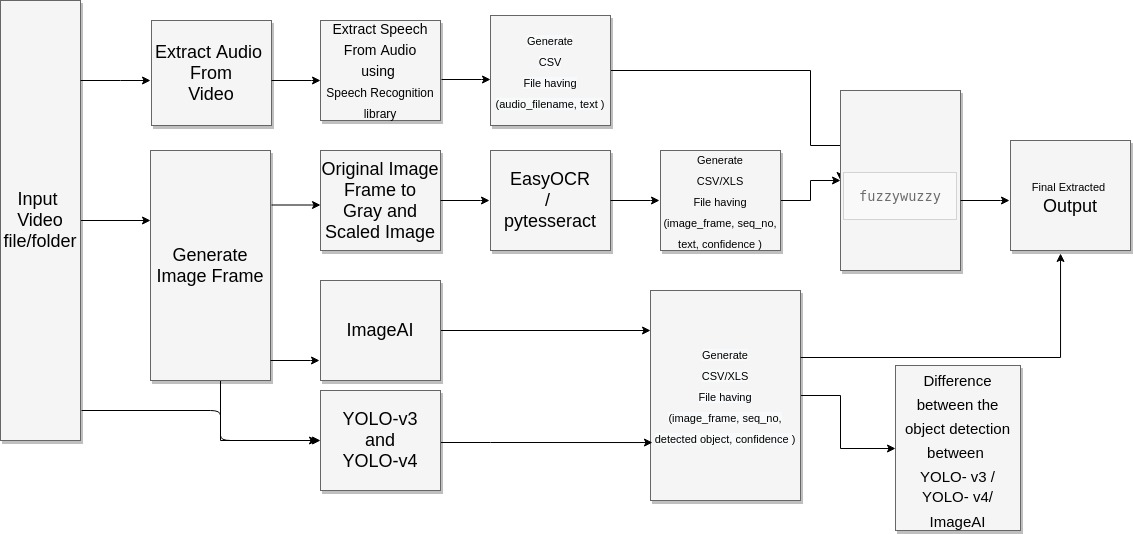 Input
Video
file/folder
Extract Audio
From
Video
Extract Speech
From Audio
using
Speech Recognition
library
Generate
CSV
File having
(audio_filename, text )
Generate
Image Frame
Original Image
Frame to
Gray and
Scaled Image
EasyOCR
/
pytesseract
Generate
CSV/XLS
File having
(image_frame, seq_no,
text, confidence )
fuzzywuzzy
Final Extracted
Output
ImageAI
YOLO-v3
and
YOLO-v4
Generate
CSV/XLS
File having
(image_frame, seq_no,
detected object, confidence )
Difference
between the
object detection
between
YOLO- v3 /
YOLO- v4/
ImageAI